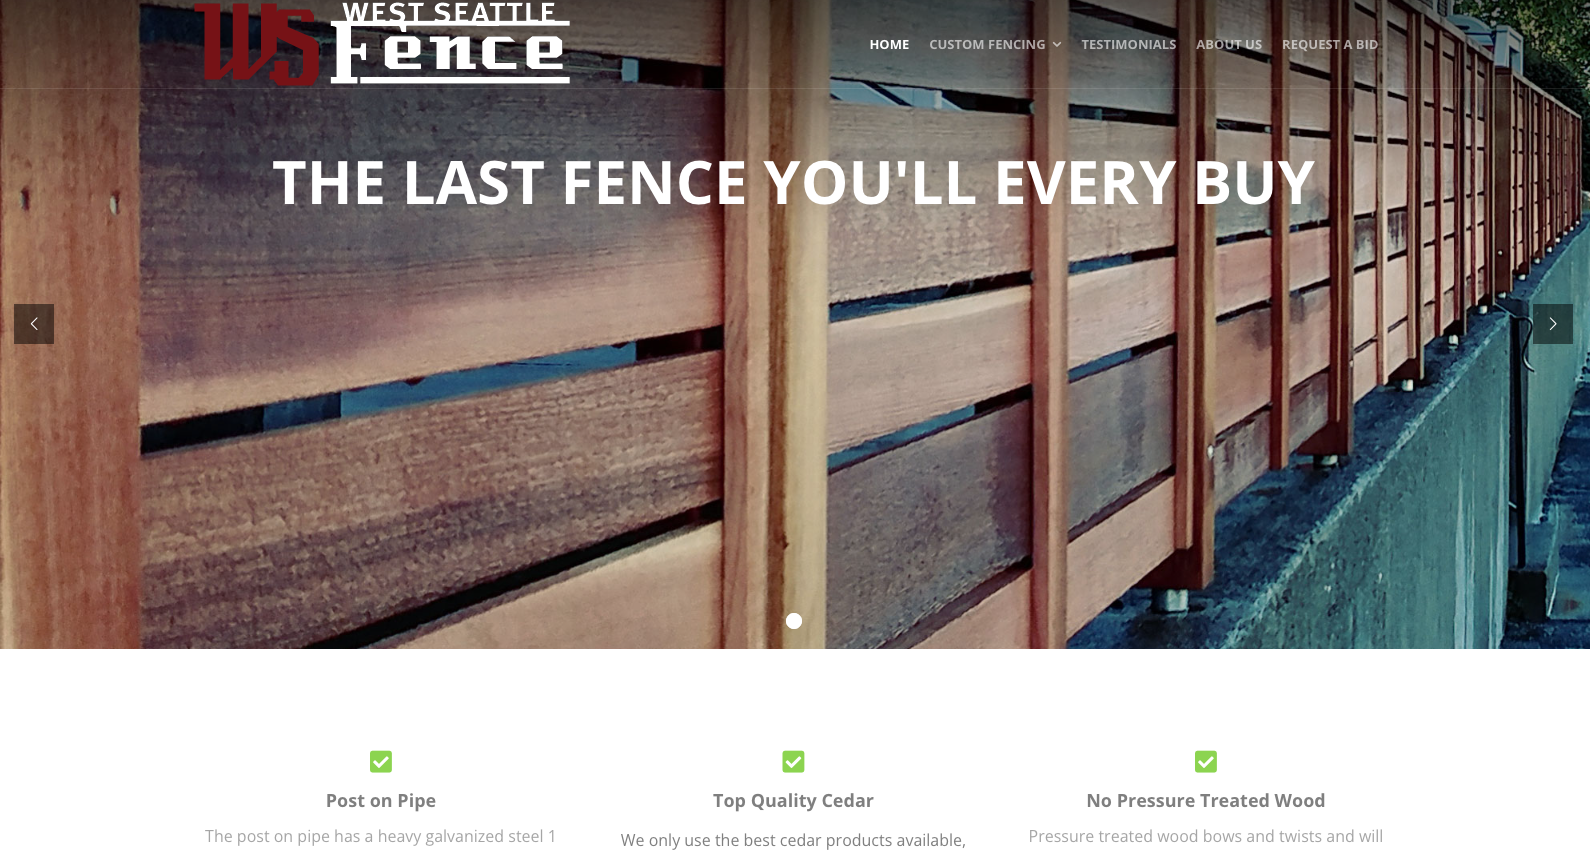 WS WEST SEATTLE
Fence
HOME CUSTOM FENCING TESTIMONIALS ABOUT US REQUEST A BID
THE LAST FENCE YOU'LL EVERY BUY
Post on Pipe
The post on pipe has a heavy galvanized steel 1
Top Quality Cedar
We only use the best cedar products available,
No Pressure Treated Wood
Pressure treated wood bows and twists and will